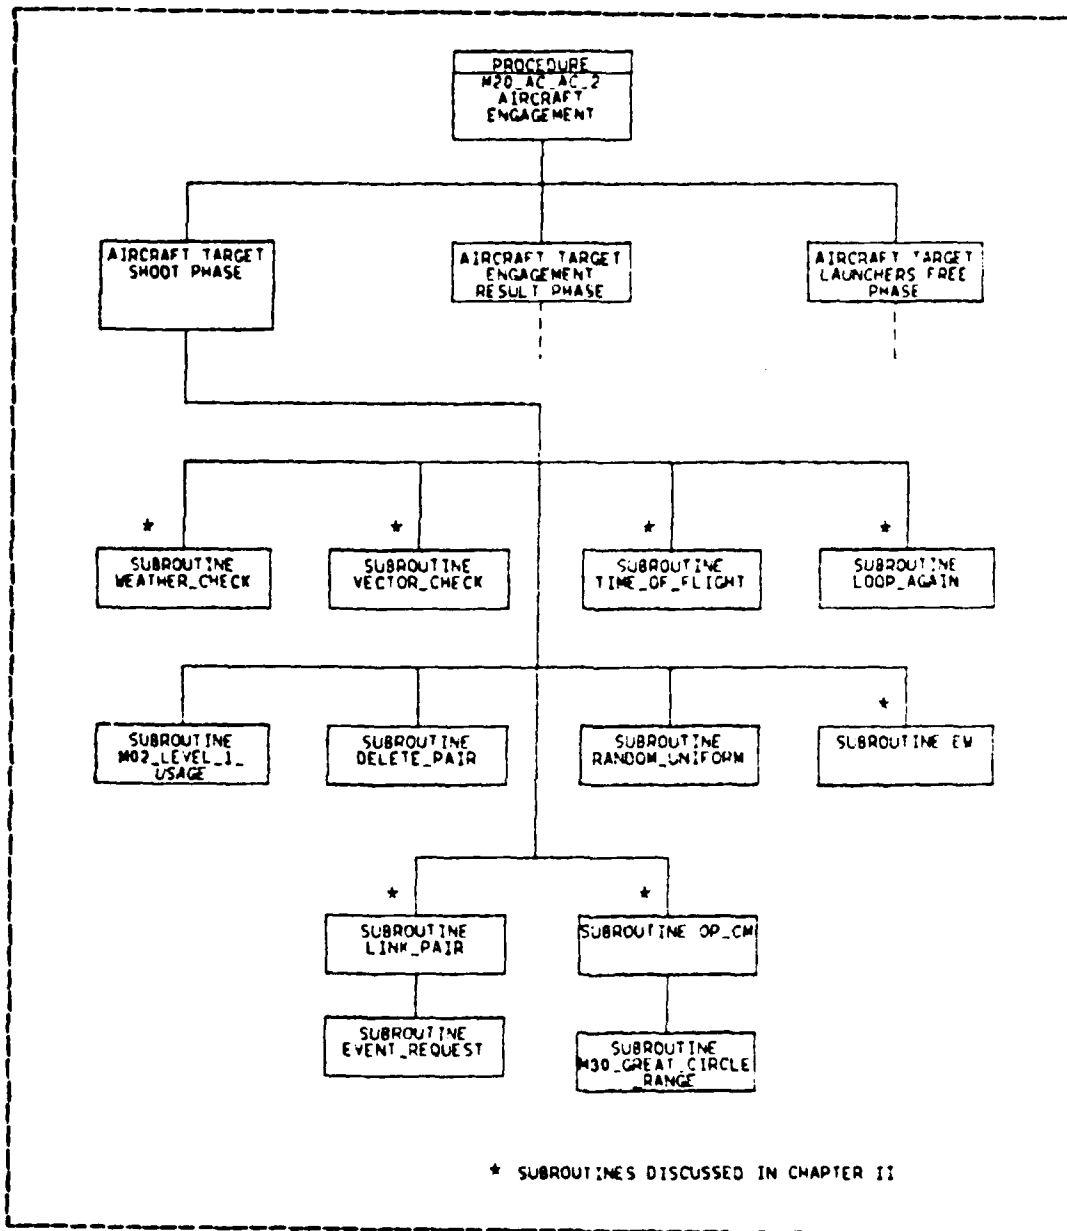 PROCEDURE
M20_AC_AC_2
AIRCRAFT
ENGAGEMENT
AIRCRAFT TARGET
SHOOT PHASE
AIRCRAFT TARGET
ENGAGEMENT
RESULT PHASE
AIRCRAFT TARGET
LAUNCHERS FREE
PHASE
*
SUBROUTINE
WEATHER_CHECK
*
SUBROUTINE
VECTOR_CHECK
*
SUBROUTINE
TIME_OF_FLIGHT
*
SUBROUTINE
LOOP_AGAIN
SUBROUTINE
M02_LEVEL_1_
USAGE
SUBROUTINE
DELETE_PAIR
SUBROUTINE
RANDOM_UNIFORM
*
SUBROUTINE EW
*
SUBROUTINE
LINK_PAIR
*
SUBROUTINE OP_CM
SUBROUTINE
EVENT_REQUEST
SUBROUTINE
M30_GREAT_CIRCLE
_RANGE
* SUBROUTINES DISCUSSED IN CHAPTER II